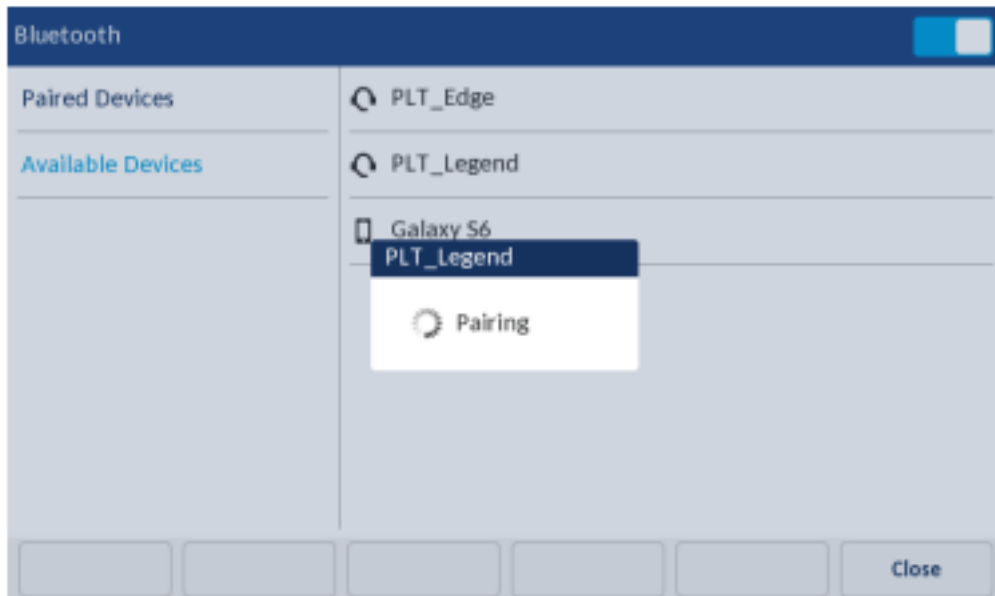 Bluetooth
Paired Devices
Available Devices
PLT_Edge
PLT_Legend
Galaxy S6
PLT_Legend
Pairing
Close